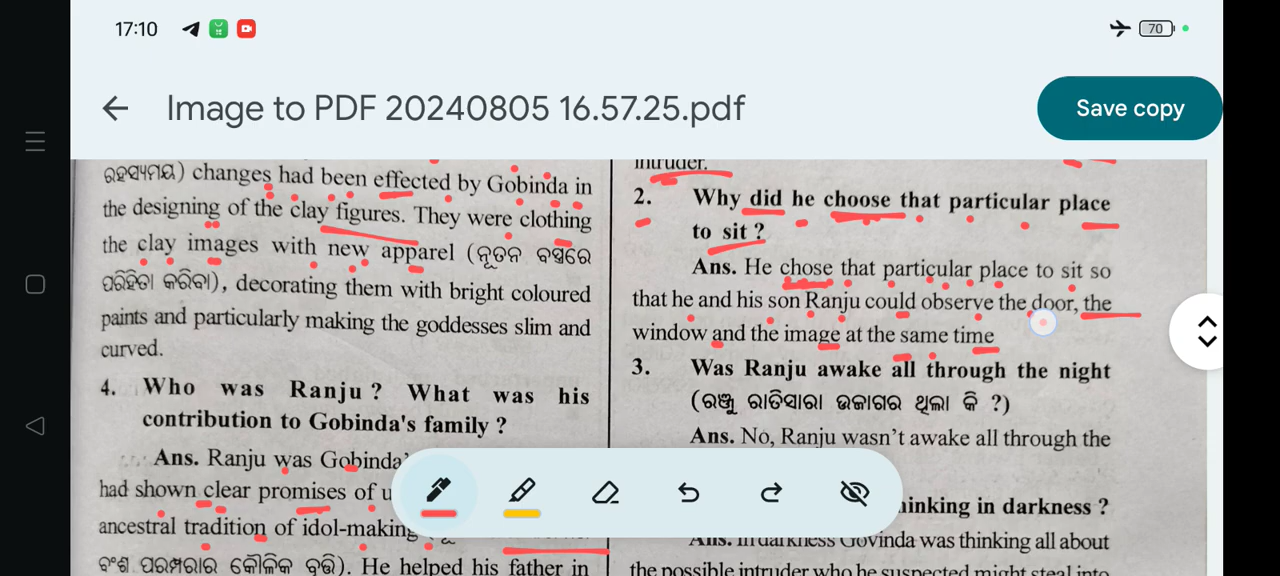 17:10
70
Image to PDF 20240805 16.57.25.pdf
Save copy
ରହସ୍ୟମୟ) changes had been effected by Gobinda in
the designing of the clay figures. They were clothing
the clay images with new apparel (ନୂତନ ବସ୍ତ୍ରରେ
ପରିହିତା କରିବା), decorating them with bright coloured
paints and particularly making the goddesses slim and
curved.
4. Who was Ranju ? What was his
contribution to Gobinda's family ?
Ans. Ranju was Gobinda'
had shown clear promises of u
ancestral tradition of idol-making
ବଂଶ ପରମ୍ପରାର କୌଳିକ ବୃତ୍ତି). He helped his father in
intruder.
2. Why did he choose that particular place
to sit ?
Ans. He chose that particular place to sit so
that he and his son Ranju could observe the door, the
window and the image at the same time
3. Was Ranju awake all through the night
(ରଞ୍ଜୁ ରାତିସାରା ଉଜାଗର ଥିଲା କି ?)
Ans. No, Ranju wasn't awake all through the
hinking in darkness ?
Ans. In darkness Govinda was thinking all about
the possible intruder who he suspected might steal into